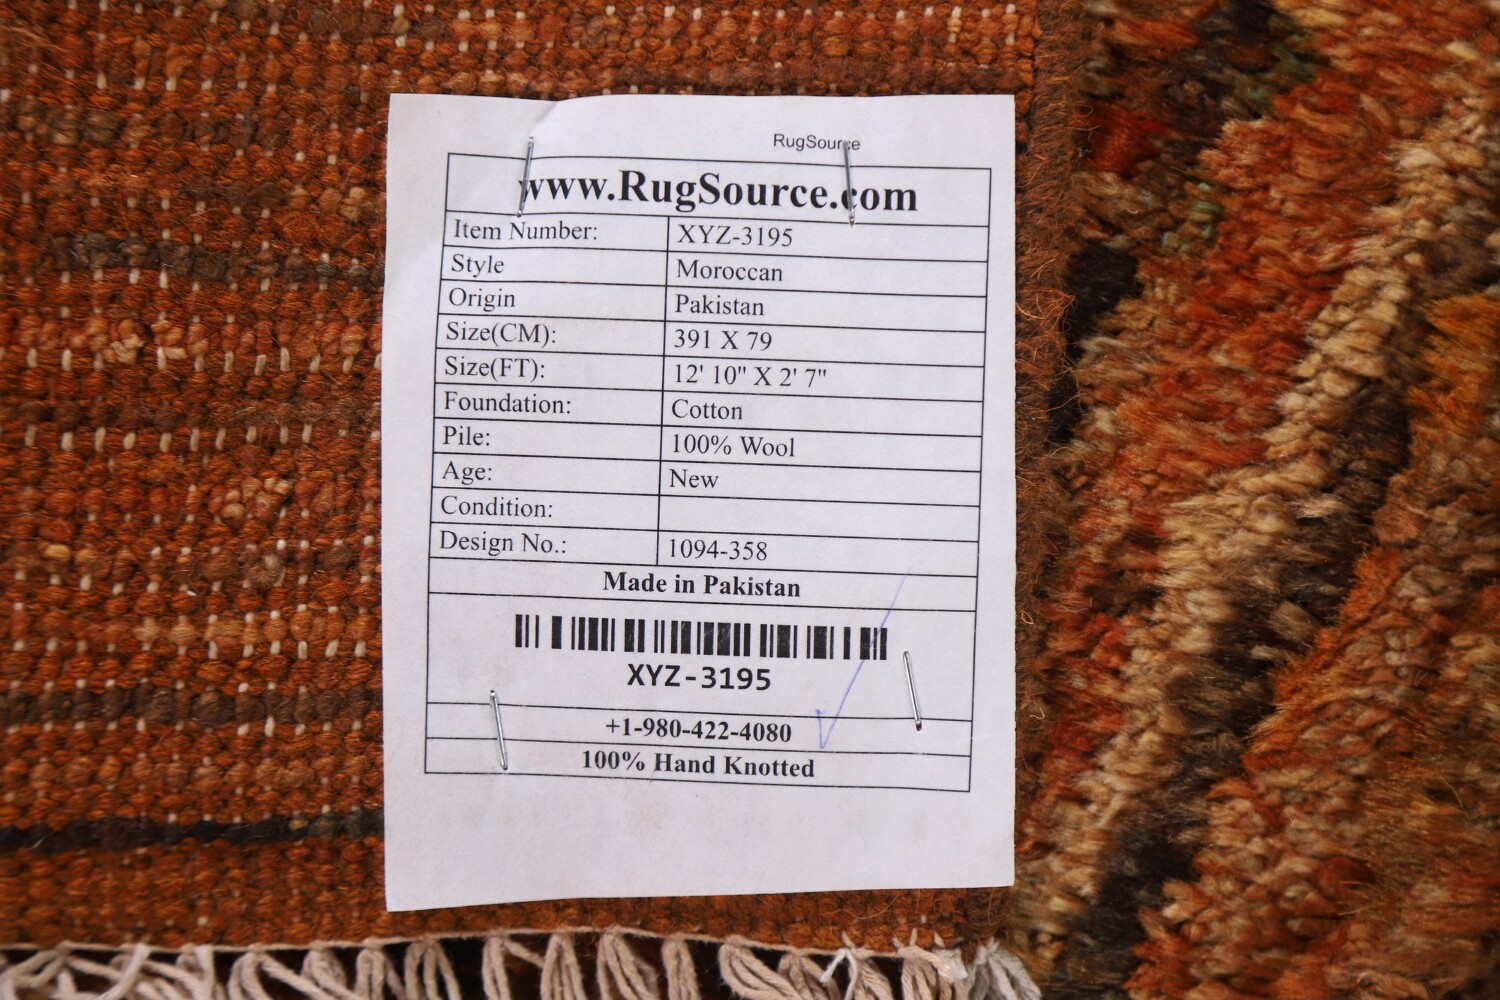 RugSource
www.RugSource.com
Item Number: XYZ-3195
Style Moroccan
Origin Pakistan
Size(CM): 391 X 79
Size(FT): 12' 10" X 2' 7"
Foundation: Cotton
Pile: 100% Wool
Age: New
Condition:
Design No.: 1094-358
Made in Pakistan
XYZ-3195
+1-980-422-4080
100% Hand Knotted